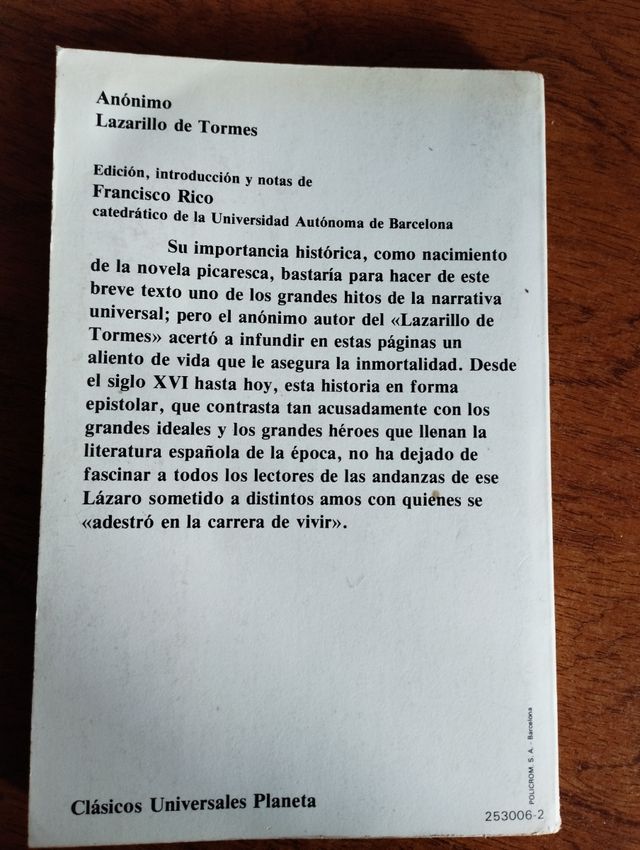 Anónimo
Lazarillo de Tormes
Edición, introducción y notas de
Francisco Rico
catedrático de la Universidad Autónoma de Barcelona
Su importancia histórica, como nacimiento
de la novela picaresca, bastaría para hacer de este
breve texto uno de los grandes hitos de la narrativa
universal; pero el anónimo autor del «Lazarillo de
Tormes» acertó a infundir en estas páginas un
aliento de vida que le asegura la inmortalidad. Desde
el siglo XVI hasta hoy, esta historia en forma
epistolar, que contrasta tan acusadamente con los
grandes ideales y los grandes héroes que llenan la
literatura española de la época, no ha dejado de
fascinar a todos los lectores de las andanzas de ese
Lázaro sometido a distintos amos con quienes se
«adestró en la carrera de vivir».
Clásicos Universales Planeta
POLICROM, S. A. - Barcelona
253006-2